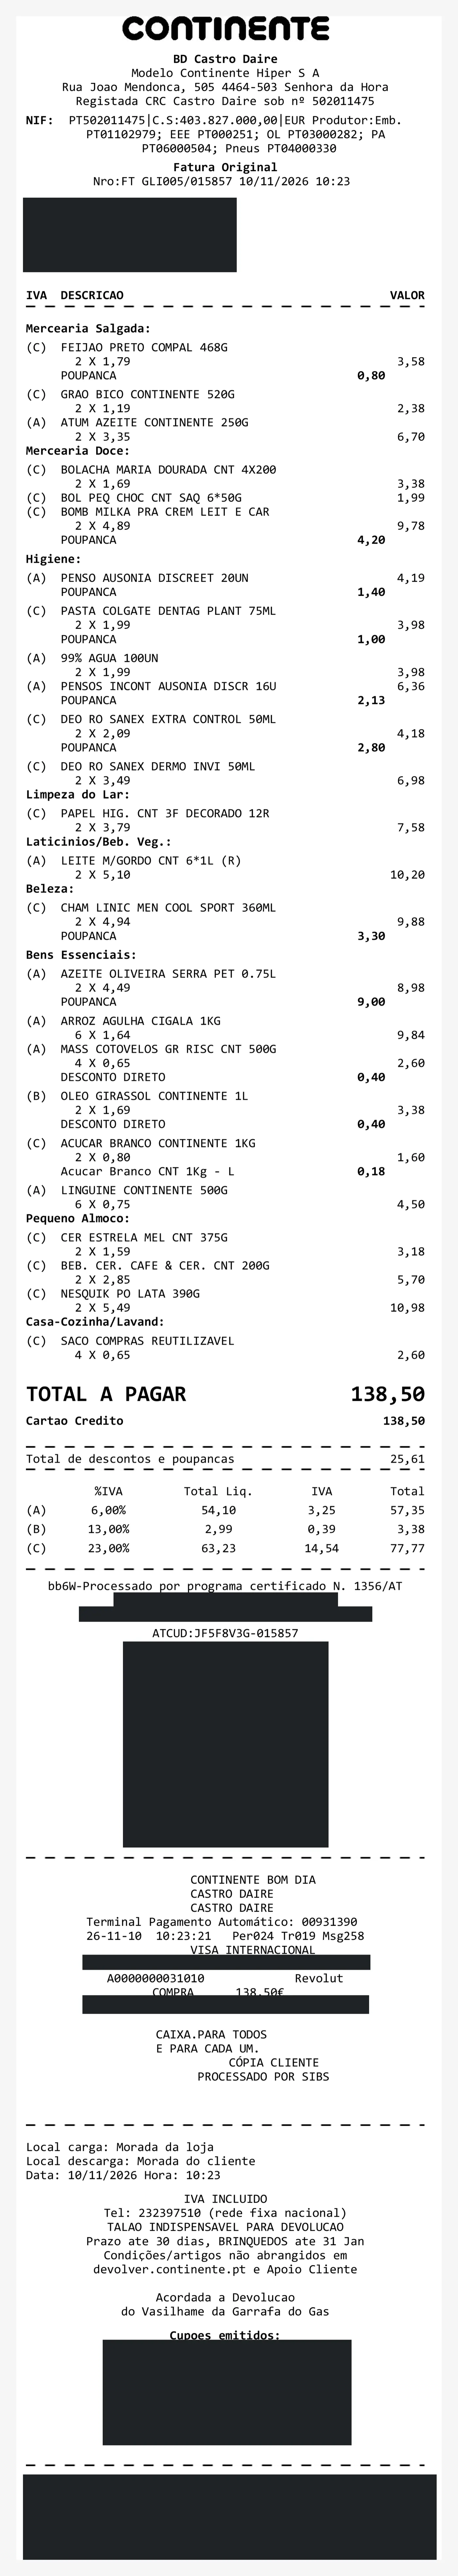 CONTINENTE
BD Castro Daire
Modelo Continente Hiper S A
Rua Joao Mendonca, 505 4464-503 Senhora da Hora
Registada CRC Castro Daire sob nº 502011475
NIF: PT502011475|C.S:403.827.000,00|EUR Produtor:Emb.
PT01102979; EEE PT000251; OL PT03000282; PA
PT06000504; Pneus PT04000330
Fatura Original
Nro:FT GLI005/015857 10/11/2026 10:23
IVA DESCRICAO VALOR
Mercearia Salgada:
(C) FEIJAO PRETO COMPAL 468G
2 X 1,79 3,58
POUPANCA 0,80
(C) GRAO BICO CONTINENTE 520G
2 X 1,19 2,38
(A) ATUM AZEITE CONTINENTE 250G
2 X 3,35 6,70
Mercearia Doce:
(C) BOLACHA MARIA DOURADA CNT 4X200
2 X 1,69 3,38
(C) BOL PEQ CHOC CNT SAQ 6*50G 1,99
(C) BOMB MILKA PRA CREM LEIT E CAR
2 X 4,89 9,78
POUPANCA 4,20
Higiene:
(A) PENSO AUSONIA DISCREET 20UN 4,19
POUPANCA 1,40
(C) PASTA COLGATE DENTAG PLANT 75ML
2 X 1,99 3,98
POUPANCA 1,00
(A) 99% AGUA 100UN
2 X 1,99 3,98
(A) PENSOS INCONT AUSONIA DISCR 16U 6,36
POUPANCA 2,13
(C) DEO RO SANEX EXTRA CONTROL 50ML
2 X 2,09 4,18
POUPANCA 2,80
(C) DEO RO SANEX DERMO INVI 50ML
2 X 3,49 6,98
Limpeza do Lar:
(C) PAPEL HIG. CNT 3F DECORADO 12R
2 X 3,79 7,58
Laticinios/Beb. Veg.:
(A) LEITE M/GORDO CNT 6*1L (R)
2 X 5,10 10,20
Beleza:
(C) CHAM LINIC MEN COOL SPORT 360ML
2 X 4,94 9,88
POUPANCA 3,30
Bens Essenciais:
(A) AZEITE OLIVEIRA SERRA PET 0.75L
2 X 4,49 8,98
POUPANCA 9,00
(A) ARROZ AGULHA CIGALA 1KG
6 X 1,64 9,84
(A) MASS COTOVELOS GR RISC CNT 500G
4 X 0,65 2,60
DESCONTO DIRETO 0,40
(B) OLEO GIRASSOL CONTINENTE 1L
2 X 1,69 3,38
DESCONTO DIRETO 0,40
(C) ACUCAR BRANCO CONTINENTE 1KG
2 X 0,80 1,60
Acucar Branco CNT 1Kg - L 0,18
(A) LINGUINE CONTINENTE 500G
6 X 0,75 4,50
Pequeno Almoco:
(C) CER ESTRELA MEL CNT 375G
2 X 1,59 3,18
(C) BEB. CER. CAFE & CER. CNT 200G
2 X 2,85 5,70
(C) NESQUIK PO LATA 390G
2 X 5,49 10,98
Casa-Cozinha/Lavand:
(C) SACO COMPRAS REUTILIZAVEL
4 X 0,65 2,60
TOTAL A PAGAR 138,50
Cartao Credito 138,50
Total de descontos e poupancas 25,61
%IVA Total Liq. IVA Total
(A) 6,00% 54,10 3,25 57,35
(B) 13,00% 2,99 0,39 3,38
(C) 23,00% 63,23 14,54 77,77
bb6W-Processado por programa certificado N. 1356/AT
ATCUD:JF5F8V3G-015857
CONTINENTE BOM DIA
CASTRO DAIRE
CASTRO DAIRE
Terminal Pagamento Automático: 00931390
26-11-10 10:23:21 Per024 Tr019 Msg258
VISA INTERNACIONAL
A0000000031010 Revolut
COMPRA 138,50€
CAIXA.PARA TODOS
E PARA CADA UM.
CÓPIA CLIENTE
PROCESSADO POR SIBS
Local carga: Morada da loja
Local descarga: Morada do cliente
Data: 10/11/2026 Hora: 10:23
IVA INCLUIDO
Tel: 232397510 (rede fixa nacional)
TALAO INDISPENSAVEL PARA DEVOLUCAO
Prazo ate 30 dias, BRINQUEDOS ate 31 Jan
Condições/artigos não abrangidos em
devolver.continente.pt e Apoio Cliente
Acordada a Devolucao
do Vasilhame da Garrafa do Gas
Cupoes emitidos: